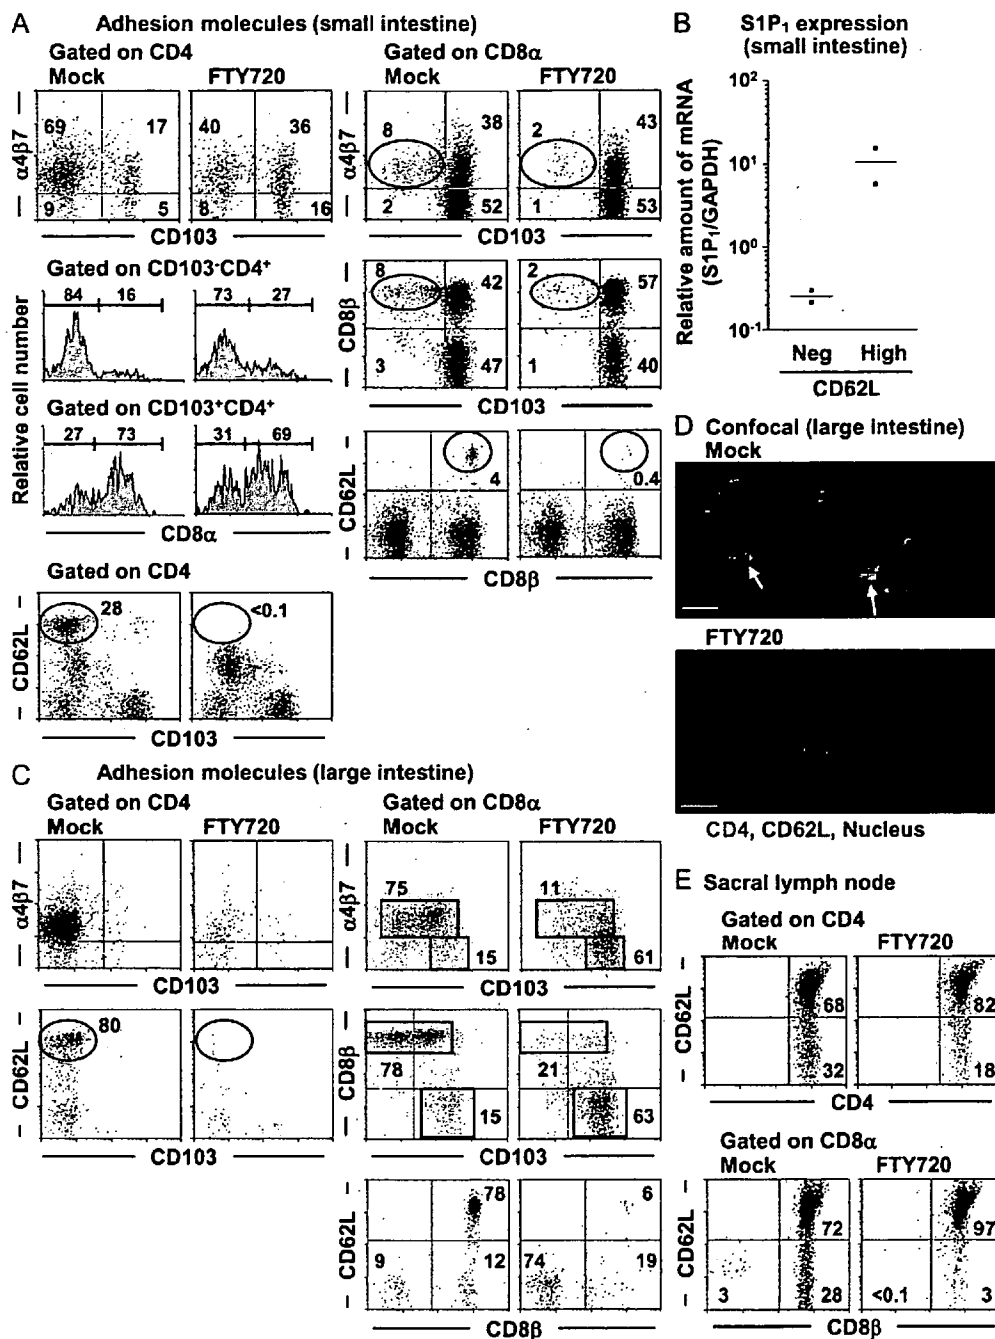 A Adhesion molecules (small intestine)
Gated on CD4
Mock FTY720
α4β7
69 17
9 5
40 36
8 16
CD103
Gated on CD8α
Mock FTY720
α4β7
8 38
2 52
2 43
1 53
CD103
Gated on CD103-CD4+
84 16
73 27
Gated on CD103+CD4+
27 73
31 69
Relative cell number
CD8α
CD8β
8 42
3 47
2 57
1 40
CD103
CD62L
4
0.4
CD8β
Gated on CD4
CD62L
28
<0.1
CD103
B S1P1 expression
(small intestine)
Relative amount of mRNA
(S1P1/GAPDH)
10²
10¹
10⁰
10-¹
Neg High
CD62L
C Adhesion molecules (large intestine)
Gated on CD4
Mock FTY720
α4β7
CD103
CD62L
80
CD103
Gated on CD8α
Mock FTY720
α4β7
75
15
11
61
CD103
CD8β
78
15
21
63
CD103
CD62L
78
9 12
6
74 19
CD8β
D Confocal (large intestine)
Mock
FTY720
CD4, CD62L, Nucleus
E Sacral lymph node
Gated on CD4
Mock FTY720
CD62L
68
32
82
18
CD4
Gated on CD8α
Mock FTY720
CD62L
72
3 28
97
<0.1 3
CD8β